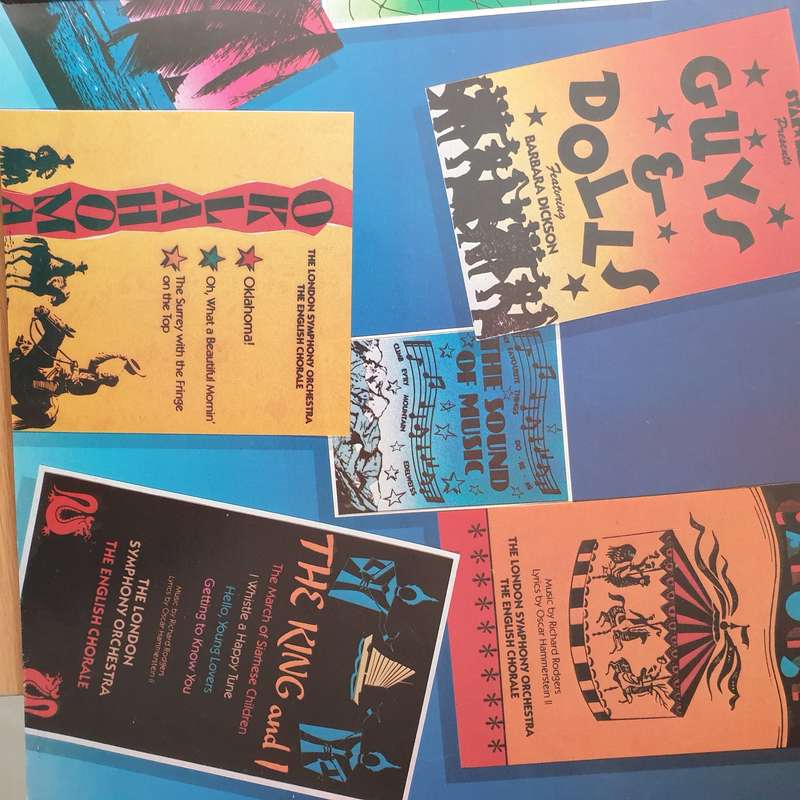 Presents
GUYS
&
DOLLS
Featuring
BARBARA DICKSON
OKLAHOMA
THE LONDON SYMPHONY ORCHESTRA
THE ENGLISH CHORALE
Oklahoma!
Oh, What a Beautiful Mornin'
The Surrey with the Fringe
on the Top
FAVOURITE THINGS DO RE MI
THE SOUND
OF MUSIC
CLIMB EV'RY MOUNTAIN EDELWEISS
Music by Richard Rodgers
Lyrics by Oscar Hammerstein II
THE LONDON SYMPHONY ORCHESTRA
THE ENGLISH CHORALE
THE KING and I
The March of Siamese Children
I Whistle a Happy Tune
Hello Young Lovers
Getting to Know You
Music by Richard Rodgers
Lyrics by Oscar Hammerstein II
THE LONDON
SYMPHONY ORCHESTRA
THE ENGLISH CHORALE